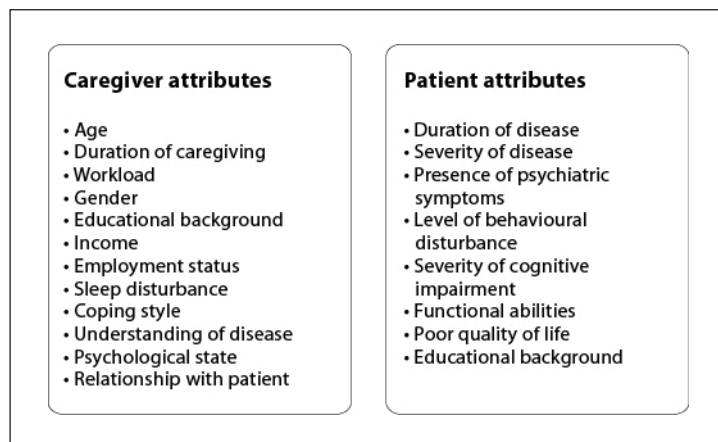 Caregiver attributes
• Age
• Duration of caregiving
• Workload
• Gender
• Educational background
• Income
• Employment status
• Sleep disturbance
• Coping style
• Understanding of disease
• Psychological state
• Relationship with patient
Patient attributes
• Duration of disease
• Severity of disease
• Presence of psychiatric
symptoms
• Level of behavioural
disturbance
• Severity of cognitive
impairment
• Functional abilities
• Poor quality of life
• Educational background